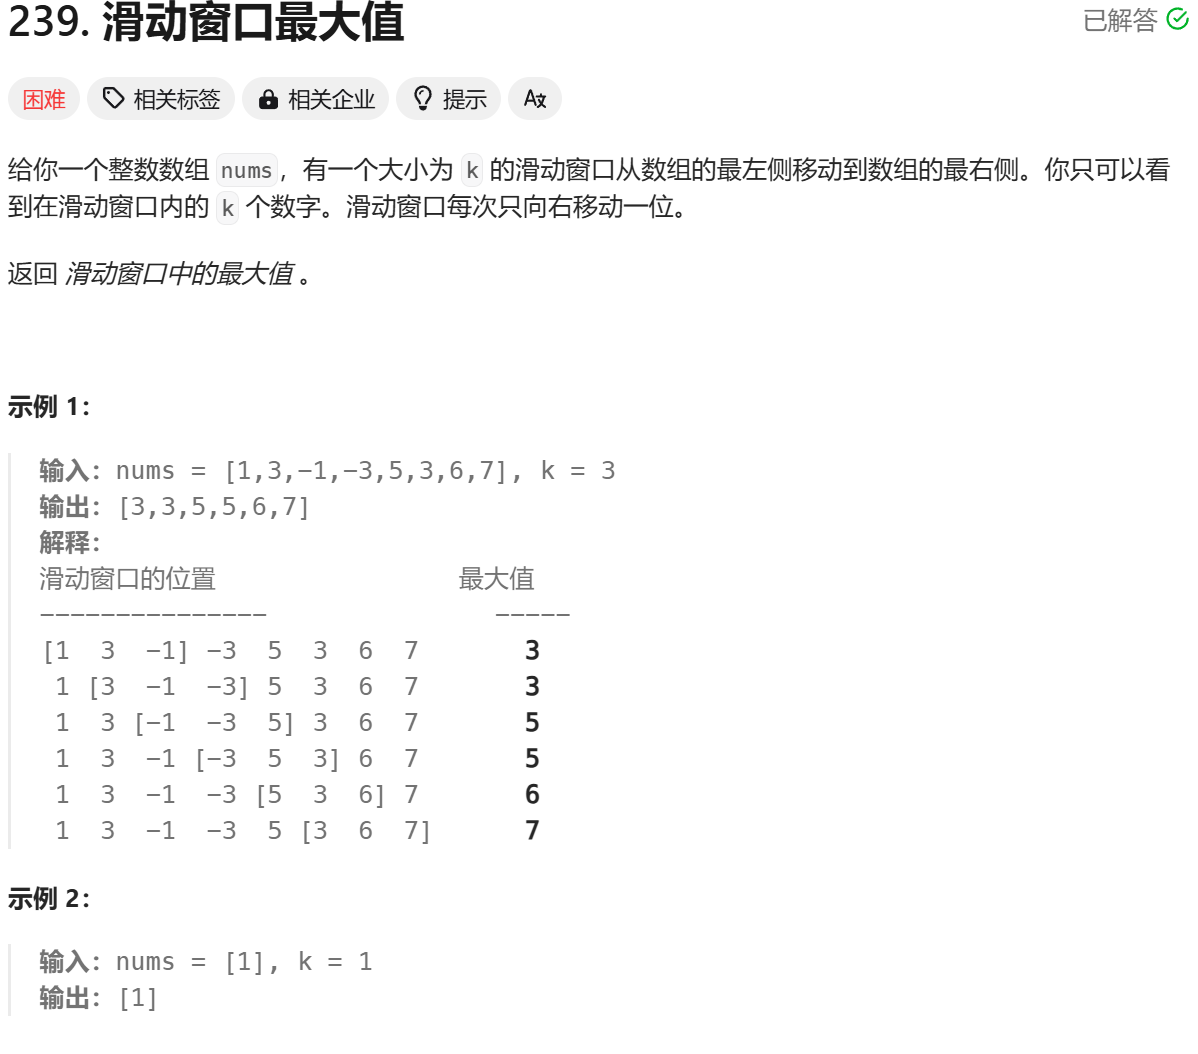 239. 滑动窗口最大值
已解答
困难 相关标签 相关企业 提示 A文
给你一个整数数组 nums，有一个大小为 k 的滑动窗口从数组的最左侧移动到数组的最右侧。你只可以看
到在滑动窗口内的 k 个数字。滑动窗口每次只向右移动一位。
返回 滑动窗口中的最大值 。
示例 1：
输入：nums = [1,3,-1,-3,5,3,6,7], k = 3
输出：[3,3,5,5,6,7]
解释：
滑动窗口的位置                最大值
---------------               -----
[1  3  -1] -3  5  3  6  7       3
 1 [3  -1  -3] 5  3  6  7       3
 1  3 [-1  -3  5] 3  6  7       5
 1  3  -1 [-3  5  3] 6  7       5
 1  3  -1  -3 [5  3  6] 7       6
 1  3  -1  -3  5 [3  6  7]      7
示例 2：
输入：nums = [1], k = 1
输出：[1]